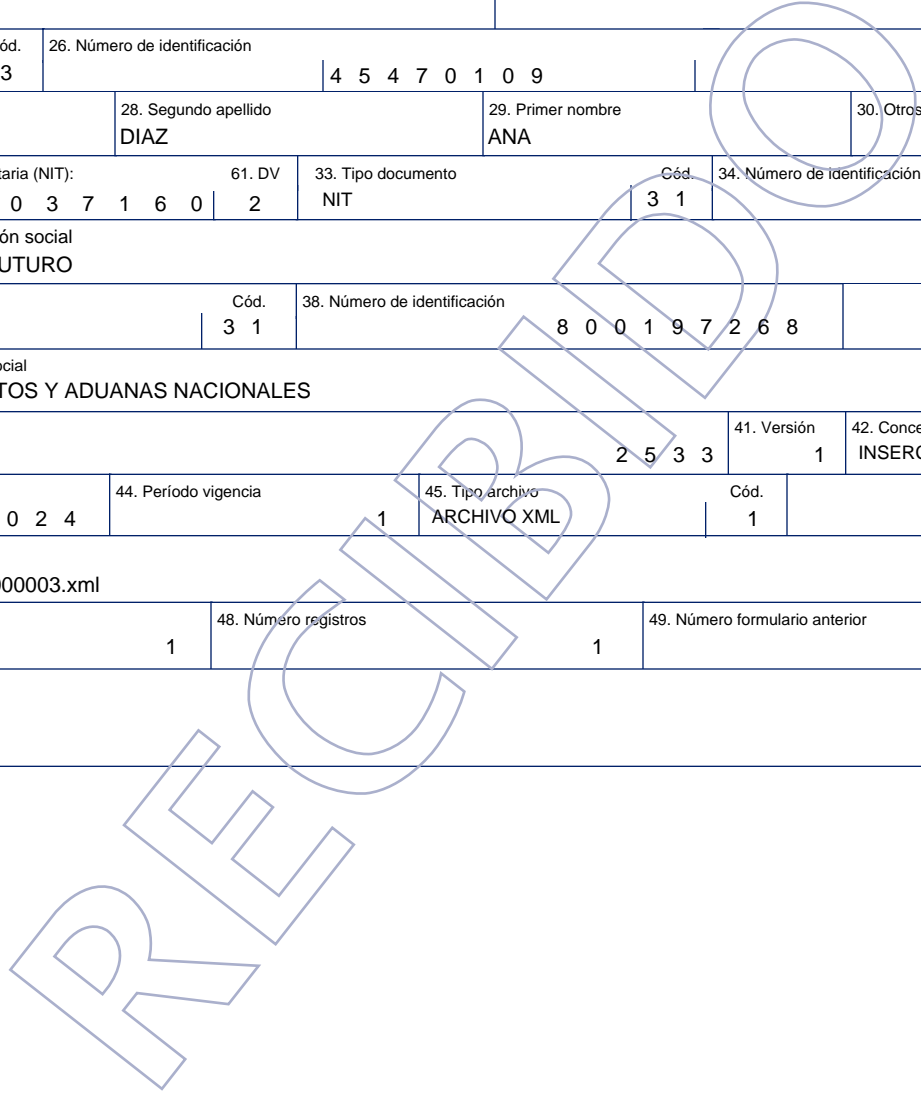 ód. 26. Número de identificación
3 4 5 4 7 0 1 0 9
28. Segundo apellido 29. Primer nombre 30. Otros
DIAZ ANA
taria (NIT): 61. DV 33. Tipo documento Cód. 34. Número de identificación
0 3 7 1 6 0 2 NIT 3 1
ón social
UTURO
Cód. 38. Número de identificación
3 1 8 0 0 1 9 7 2 6 8
ocial
TOS Y ADUANAS NACIONALES
41. Versión 42. Conce
2 5 3 3 1 INSERC
44. Período vigencia 45. Tipo archivo Cód.
0 2 4 1 ARCHIVO XML 1
000003.xml
48. Número registros 49. Número formulario anterior
1 1
RECIBIDO